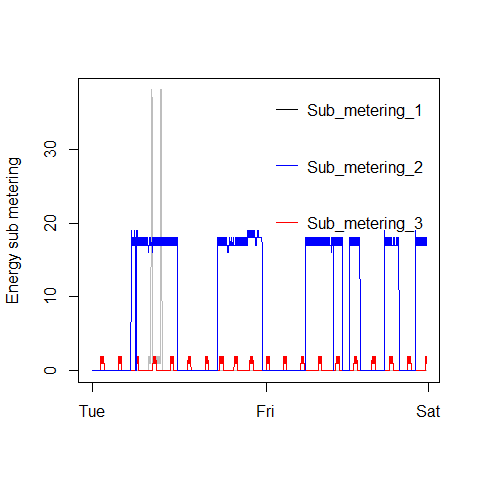 Energy sub metering
30
20
10
0
Sub_metering_1
Sub_metering_2
Sub_metering_3
Tue
Fri
Sat